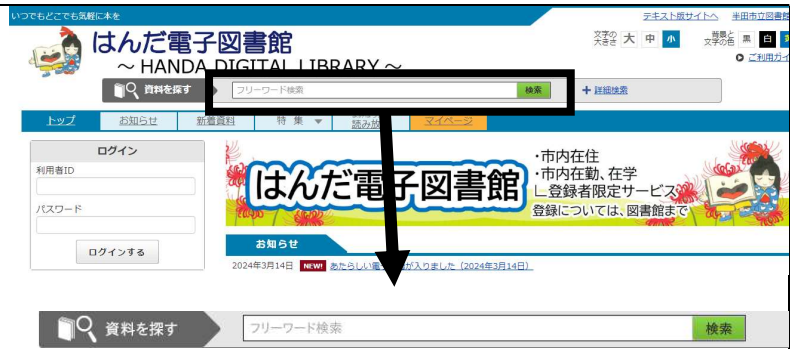 いつでもどこでも気軽に本を
テキスト版サイトへ 半田市立図書
はんだ電子図書館
～ HANDA DIGITAL LIBRARY ～
文字の大きさ 大 中 小 背景と文字の色 黒 白 黄
ご利用ガイ
資料を探す フリーワード検索 検索 + 詳細検索
トップ お知らせ 新着資料 特集 ▼ 読み放 マイページ
ログイン
利用者ID
パスワード
ログインする
はんだ電子図書館
・市内在住
・市内在勤、在学
∟登録者限定サービス
登録については、図書館まで
お知らせ
2024年3月14日 NEW! あたらしい電 が入りました（2024年3月14日）
資料を探す フリーワード検索 検索